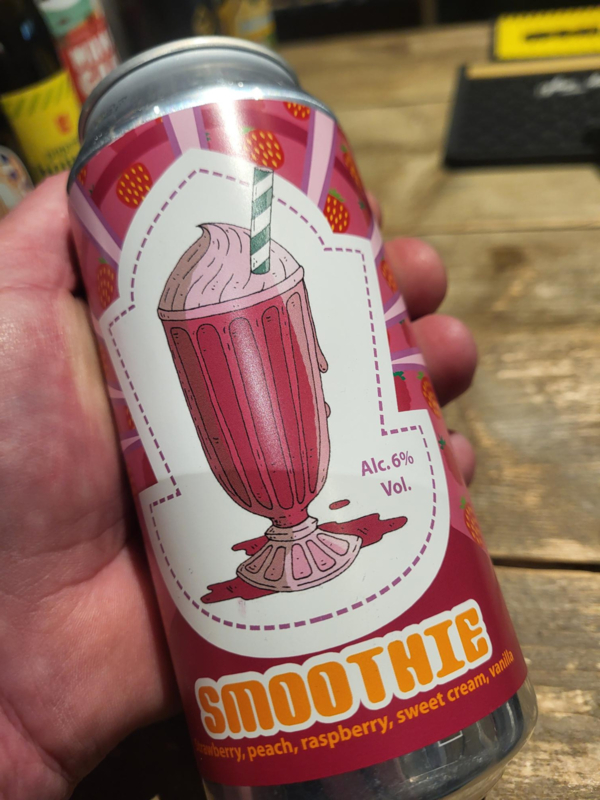 Alc. 6%
Vol.
SMOOTHIE
peach, raspberry, sweet cream, vanilla